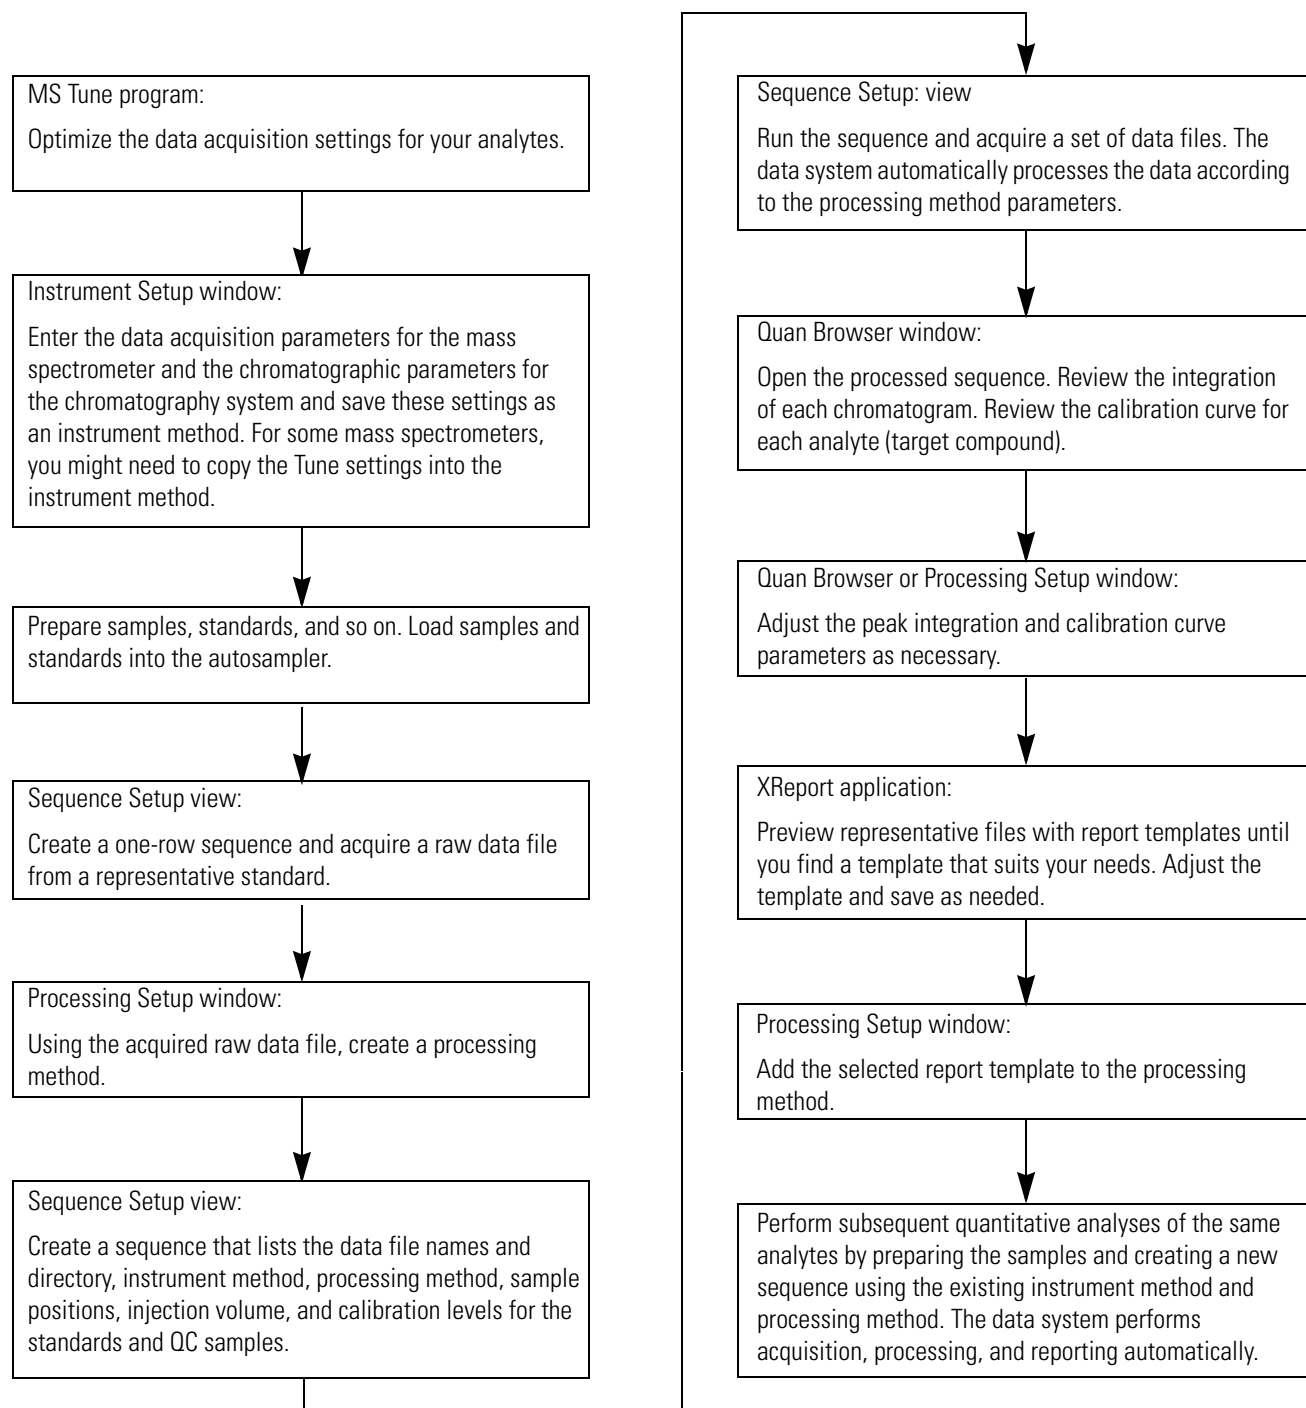 MS Tune program:
Optimize the data acquisition settings for your analytes.
Instrument Setup window:
Enter the data acquisition parameters for the mass
spectrometer and the chromatographic parameters for
the chromatography system and save these settings as
an instrument method. For some mass spectrometers,
you might need to copy the Tune settings into the
instrument method.
Prepare samples, standards, and so on. Load samples and
standards into the autosampler.
Sequence Setup view:
Create a one-row sequence and acquire a raw data file
from a representative standard.
Processing Setup window:
Using the acquired raw data file, create a processing
method.
Sequence Setup view:
Create a sequence that lists the data file names and
directory, instrument method, processing method, sample
positions, injection volume, and calibration levels for the
standards and QC samples.
Sequence Setup: view
Run the sequence and acquire a set of data files. The
data system automatically processes the data according
to the processing method parameters.
Quan Browser window:
Open the processed sequence. Review the integration
of each chromatogram. Review the calibration curve for
each analyte (target compound).
Quan Browser or Processing Setup window:
Adjust the peak integration and calibration curve
parameters as necessary.
XReport application:
Preview representative files with report templates until
you find a template that suits your needs. Adjust the
template and save as needed.
Processing Setup window:
Add the selected report template to the processing
method.
Perform subsequent quantitative analyses of the same
analytes by preparing the samples and creating a new
sequence using the existing instrument method and
processing method. The data system performs
acquisition, processing, and reporting automatically.